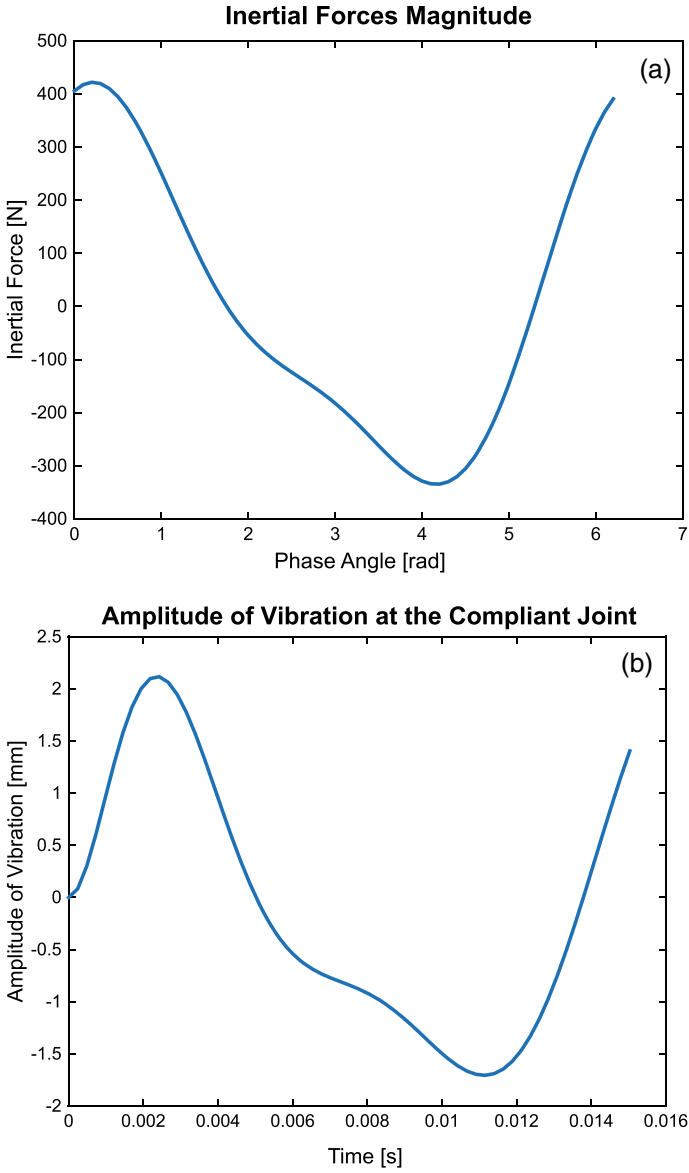 Inertial Forces Magnitude
(a)
500
400
300
200
100
0
-100
-200
-300
-400
Inertial Force [N]
0 1 2 3 4 5 6 7
Phase Angle [rad]
Amplitude of Vibration at the Compliant Joint
(b)
2.5
2
1.5
1
0.5
0
-0.5
-1
-1.5
-2
Amplitude of Vibration [mm]
0 0.002 0.004 0.006 0.008 0.01 0.012 0.014 0.016
Time [s]